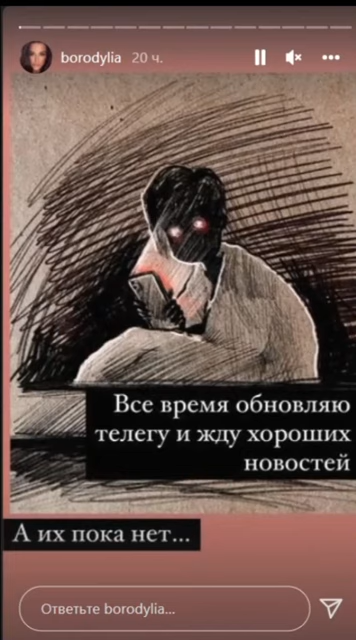 borodylia 20 ч.
Все время обновляю
телегу и жду хороших
новостей
А их пока нет...
Ответьте borodylia...